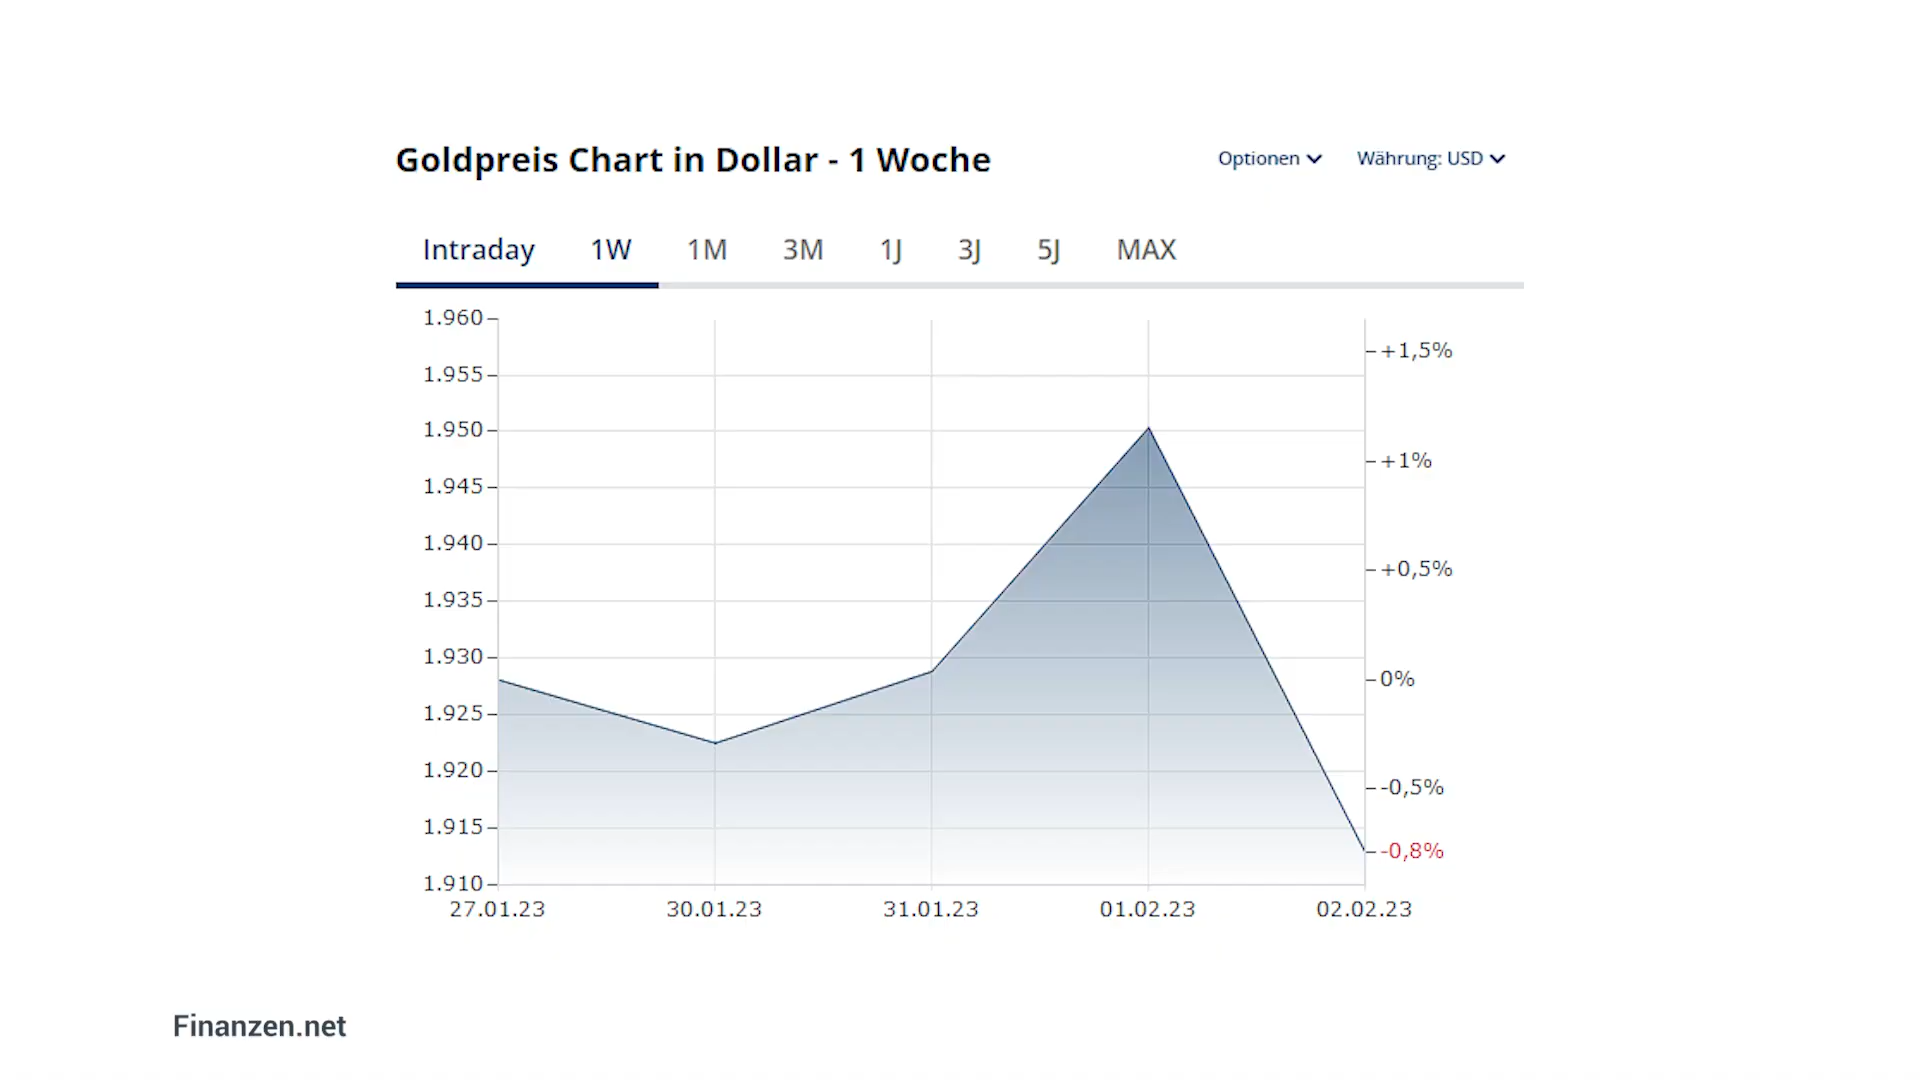 Goldpreis Chart in Dollar - 1 Woche
Optionen
Währung: USD
Intraday 1W 1M 3M 1J 3J 5J MAX
1.960
1.955
1.950
1.945
1.940
1.935
1.930
1.925
1.920
1.915
1.910
+1,5%
+1%
+0,5%
0%
-0,5%
-0,8%
27.01.23 30.01.23 31.01.23 01.02.23 02.02.23
Finanzen.net